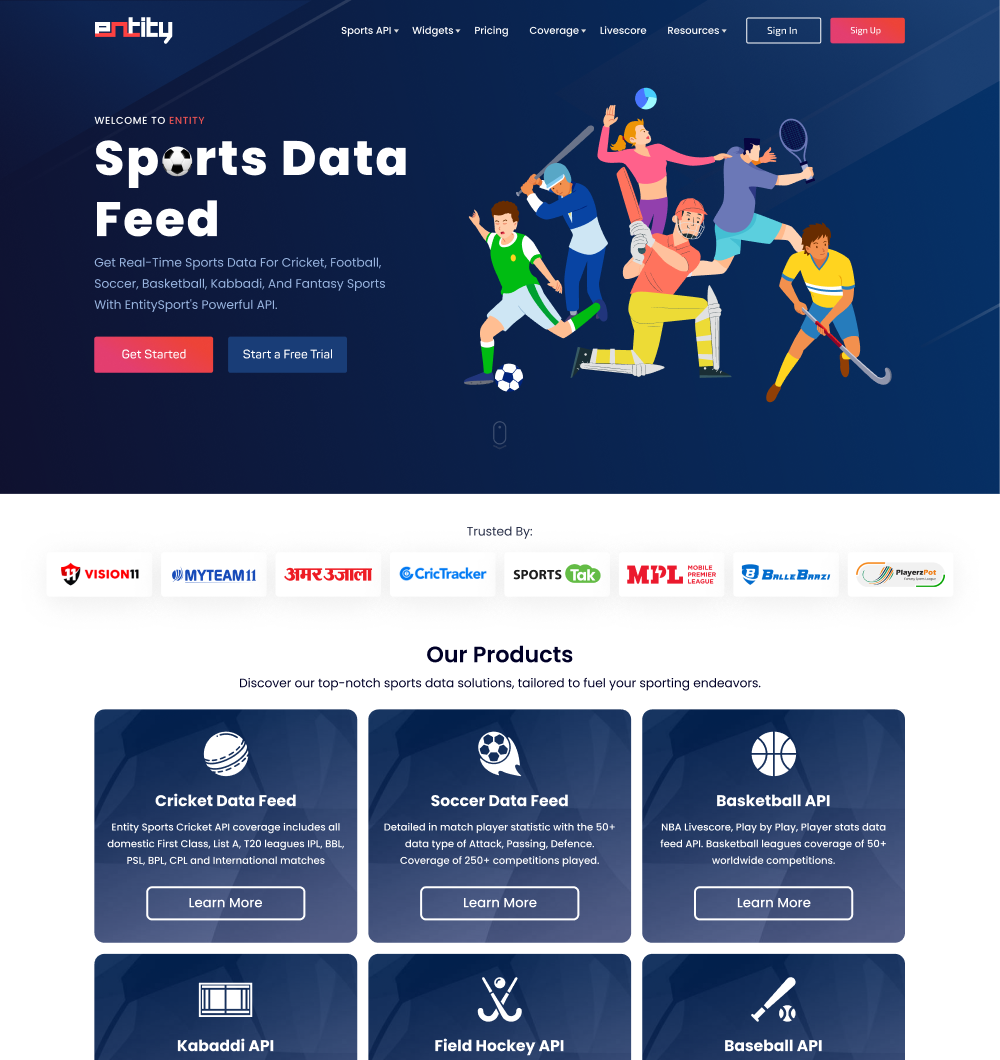 entity
Sports API Widgets Pricing Coverage Livescore Resources Sign In Sign Up
WELCOME TO ENTITY
Sports Data
Feed
Get Real-Time Sports Data For Cricket, Football,
Soccer, Basketball, Kabbadi, And Fantasy Sports
With EntitySport's Powerful API.
Get Started Start a Free Trial
Trusted By:
VISION11 MYTEAM11 अमर उजाला CricTracker SPORTS Tak MPL MOBILE PREMIER LEAGUE BALLEBAAZI PlayerzPot Fantasy Sports League
Our Products
Discover our top-notch sports data solutions, tailored to fuel your sporting endeavors.
Cricket Data Feed
Entity Sports Cricket API coverage includes all
domestic First Class, List A, T20 leagues IPL, BBL,
PSL, BPL, CPL and International matches
Learn More
Soccer Data Feed
Detailed in match player statistic with the 50+
data type of Attack, Passing, Defence.
Coverage of 250+ competitions played.
Learn More
Basketball API
NBA Livescore, Play by Play, Player stats data
feed API. Basketball leagues coverage of 50+
worldwide competitions.
Learn More
Kabaddi API
Field Hockey API
Baseball API